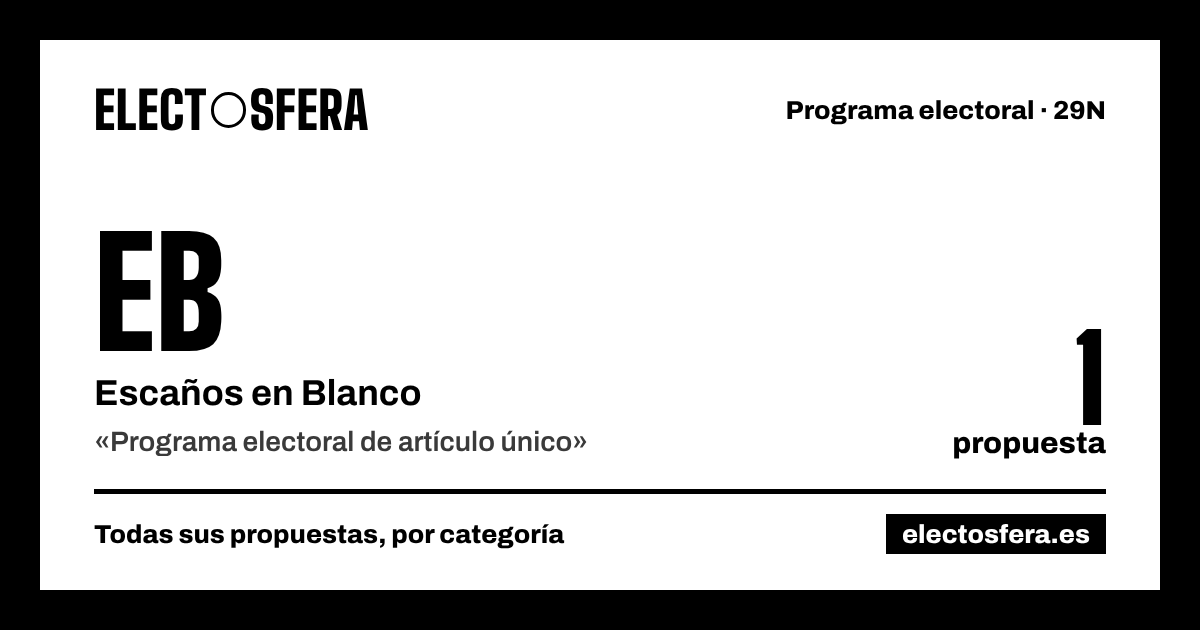 ELECTOSFERA
Programa electoral · 29N
EB
Escaños en Blanco
«Programa electoral de artículo único»
1
propuesta
Todas sus propuestas, por categoría
electosfera.es